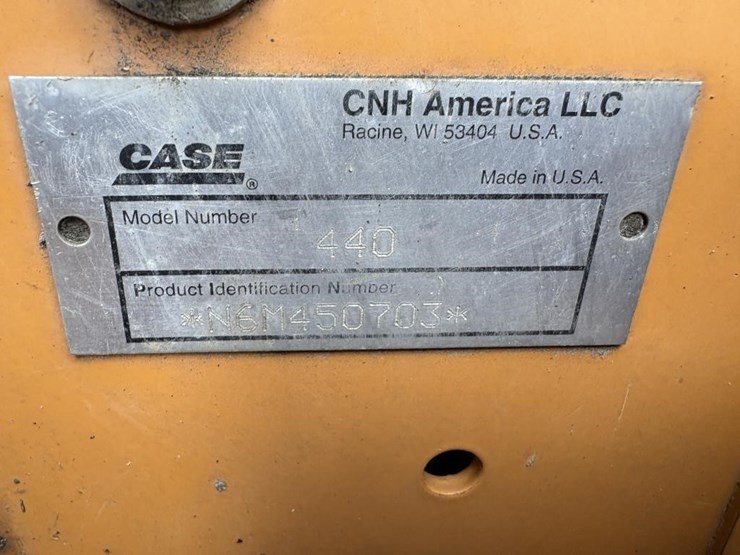 CNH America LLC
Racine, WI 53404 U.S.A.
CASE
®
Made in U.S.A.
Model Number
440
Product Identification Number
*N6M450703*